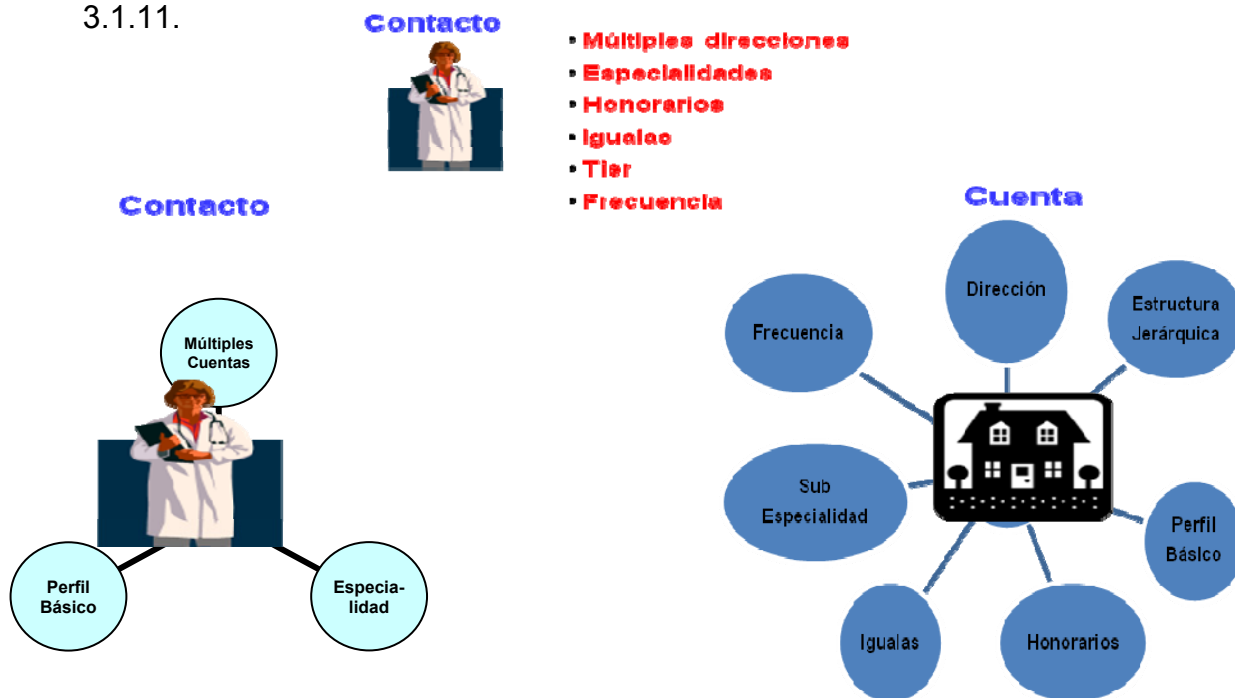 3.1.11.
Contacto
• Múltiples direcciones
• Especialidades
• Honorarios
• Igualas
• Tier
• Frecuencia
Contacto
Múltiples
Cuentas
Perfil
Básico
Especia-
lidad
Cuenta
Dirección
Estructura
Jerárquica
Frecuencia
Sub
Especialidad
Perfil
Básico
Igualas
Honorarios